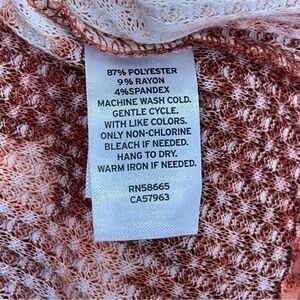 87% POLYESTER
9% RAYON
4%SPANDEX
MACHINE WASH COLD.
GENTLE CYCLE.
WITH LIKE COLORS.
ONLY NON-CHLORINE
BLEACH IF NEEDED.
HANG TO DRY.
WARM IRON IF NEEDED.
RN58665
CA57963